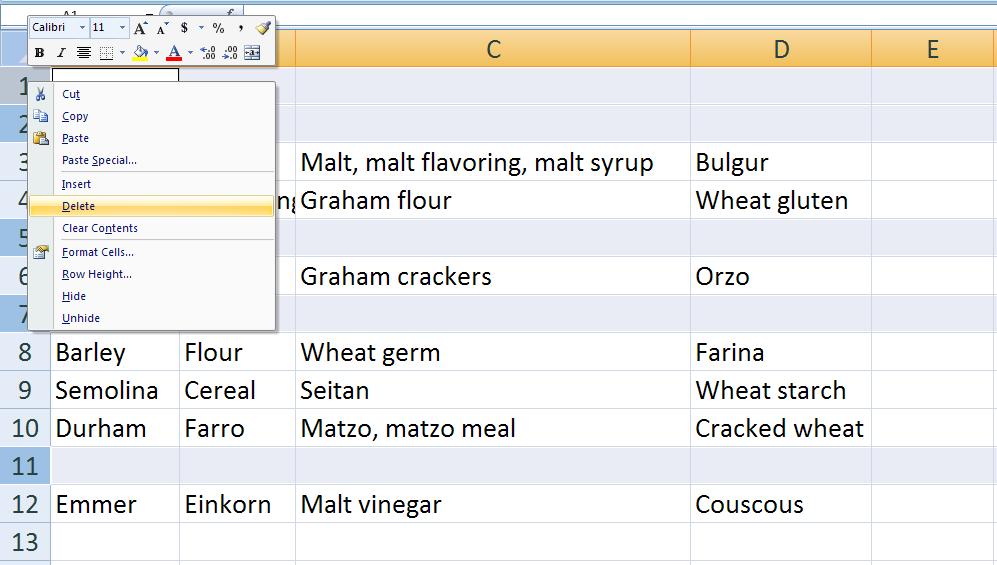 Calibri 11 A A $ % ,
B I A .00 .00
C D E
1
Cut
2
Copy
Paste
3 Malt, malt flavoring, malt syrup Bulgur
Paste Special...
Insert
4 Graham flour Wheat gluten
Delete
Clear Contents
5
Format Cells...
6 Graham crackers Orzo
Row Height...
Hide
7
Unhide
8 Barley Flour Wheat germ Farina
9 Semolina Cereal Seitan Wheat starch
10 Durham Farro Matzo, matzo meal Cracked wheat
11
12 Emmer Einkorn Malt vinegar Couscous
13